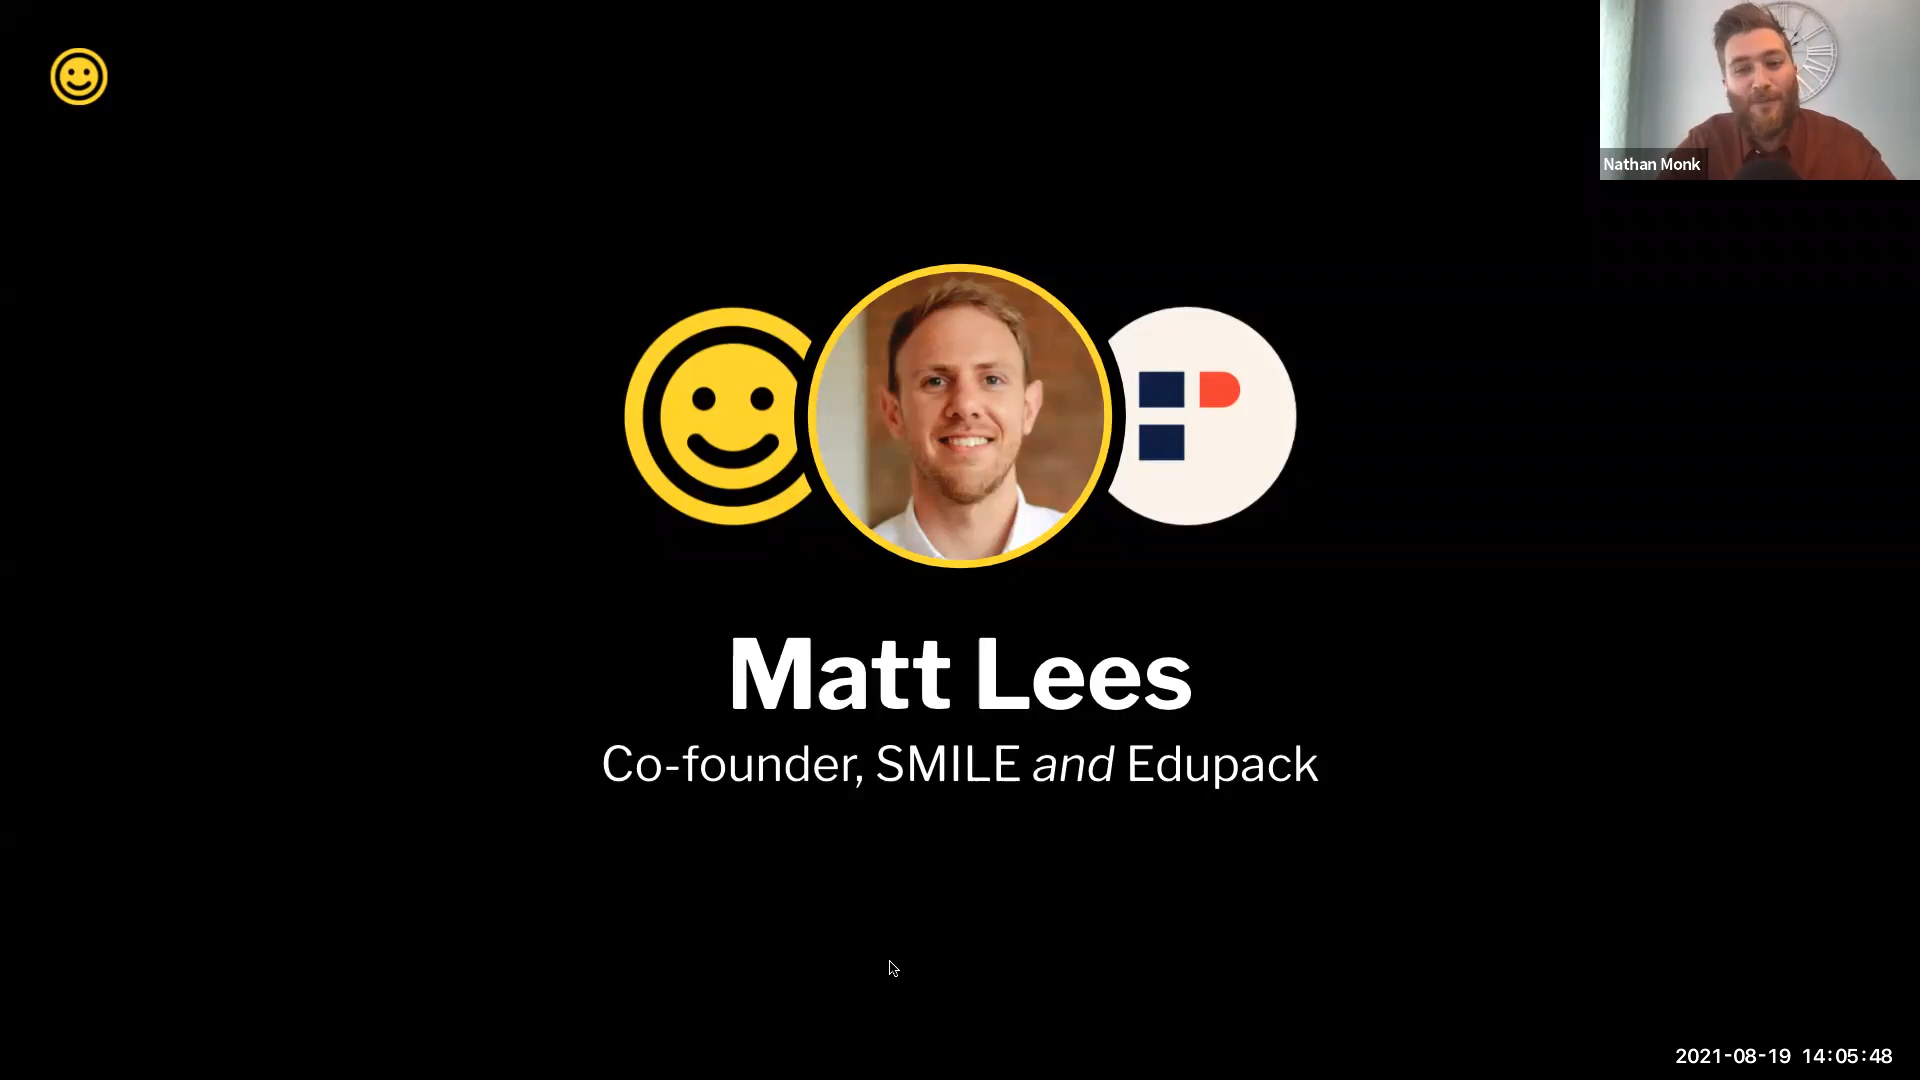 Nathan Monk
Matt Lees
Co-founder, SMILE and Edupack
2021-08-19 14:05:48